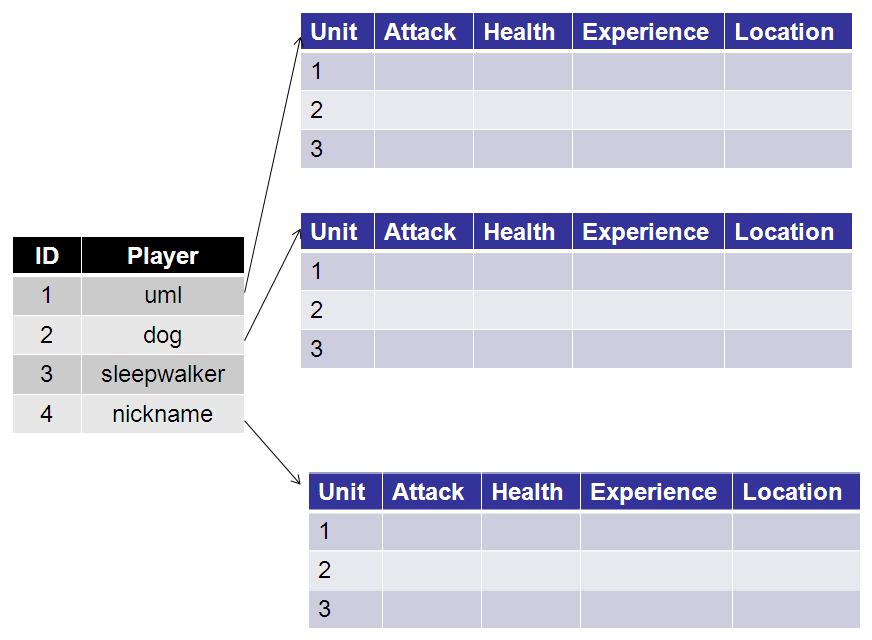 Unit Attack Health Experience Location
1
2
3
Unit Attack Health Experience Location
1
2
3
ID Player
1 uml
2 dog
3 sleepwalker
4 nickname
Unit Attack Health Experience Location
1
2
3